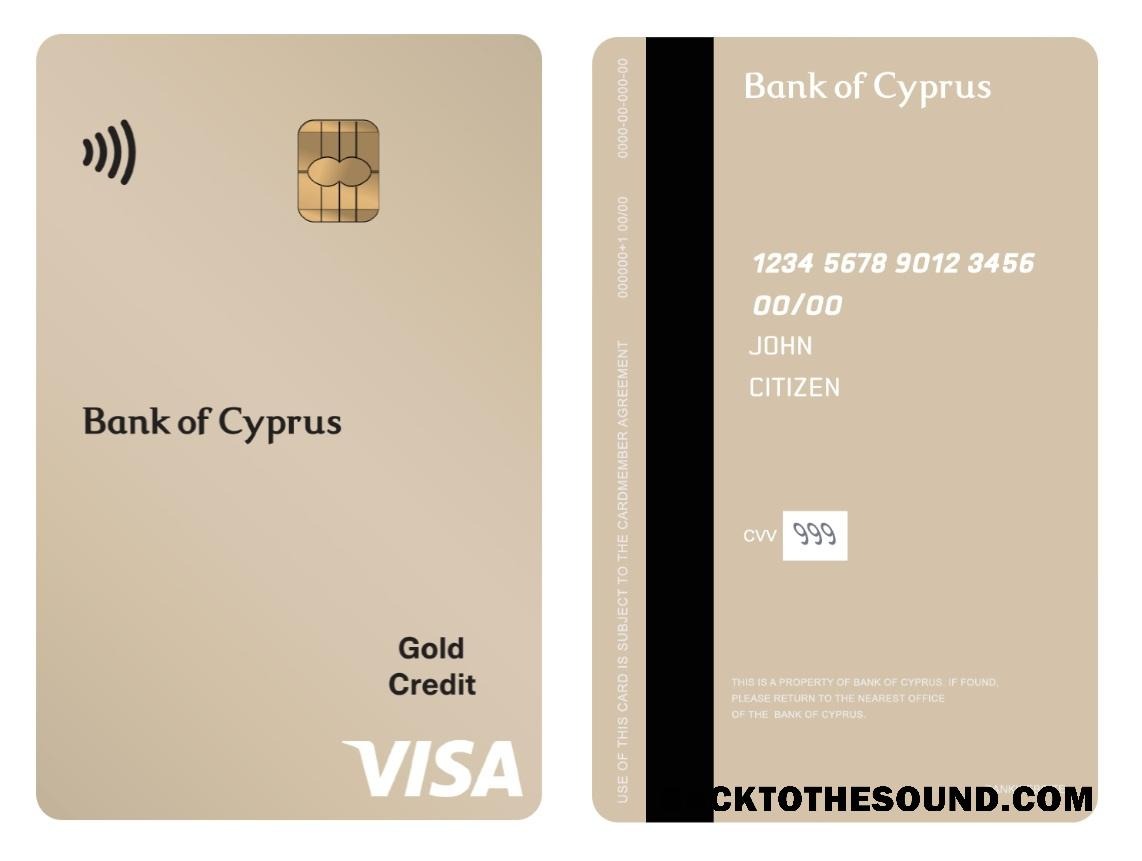 Bank of Cyprus
Gold
Credit
VISA
USE OF THIS CARD IS SUBJECT TO THE CARDMEMBER AGREEMENT 000000+1 00/00 0000-00-000-00
Bank of Cyprus
1234 5678 9012 3456
00/00
JOHN
CITIZEN
CVV 999
THIS IS A PROPERTY OF BANK OF CYPRUS. IF FOUND,
PLEASE RETURN TO THE NEAREST OFFICE
OF THE BANK OF CYPRUS.
CKTOTHESOUND.COM